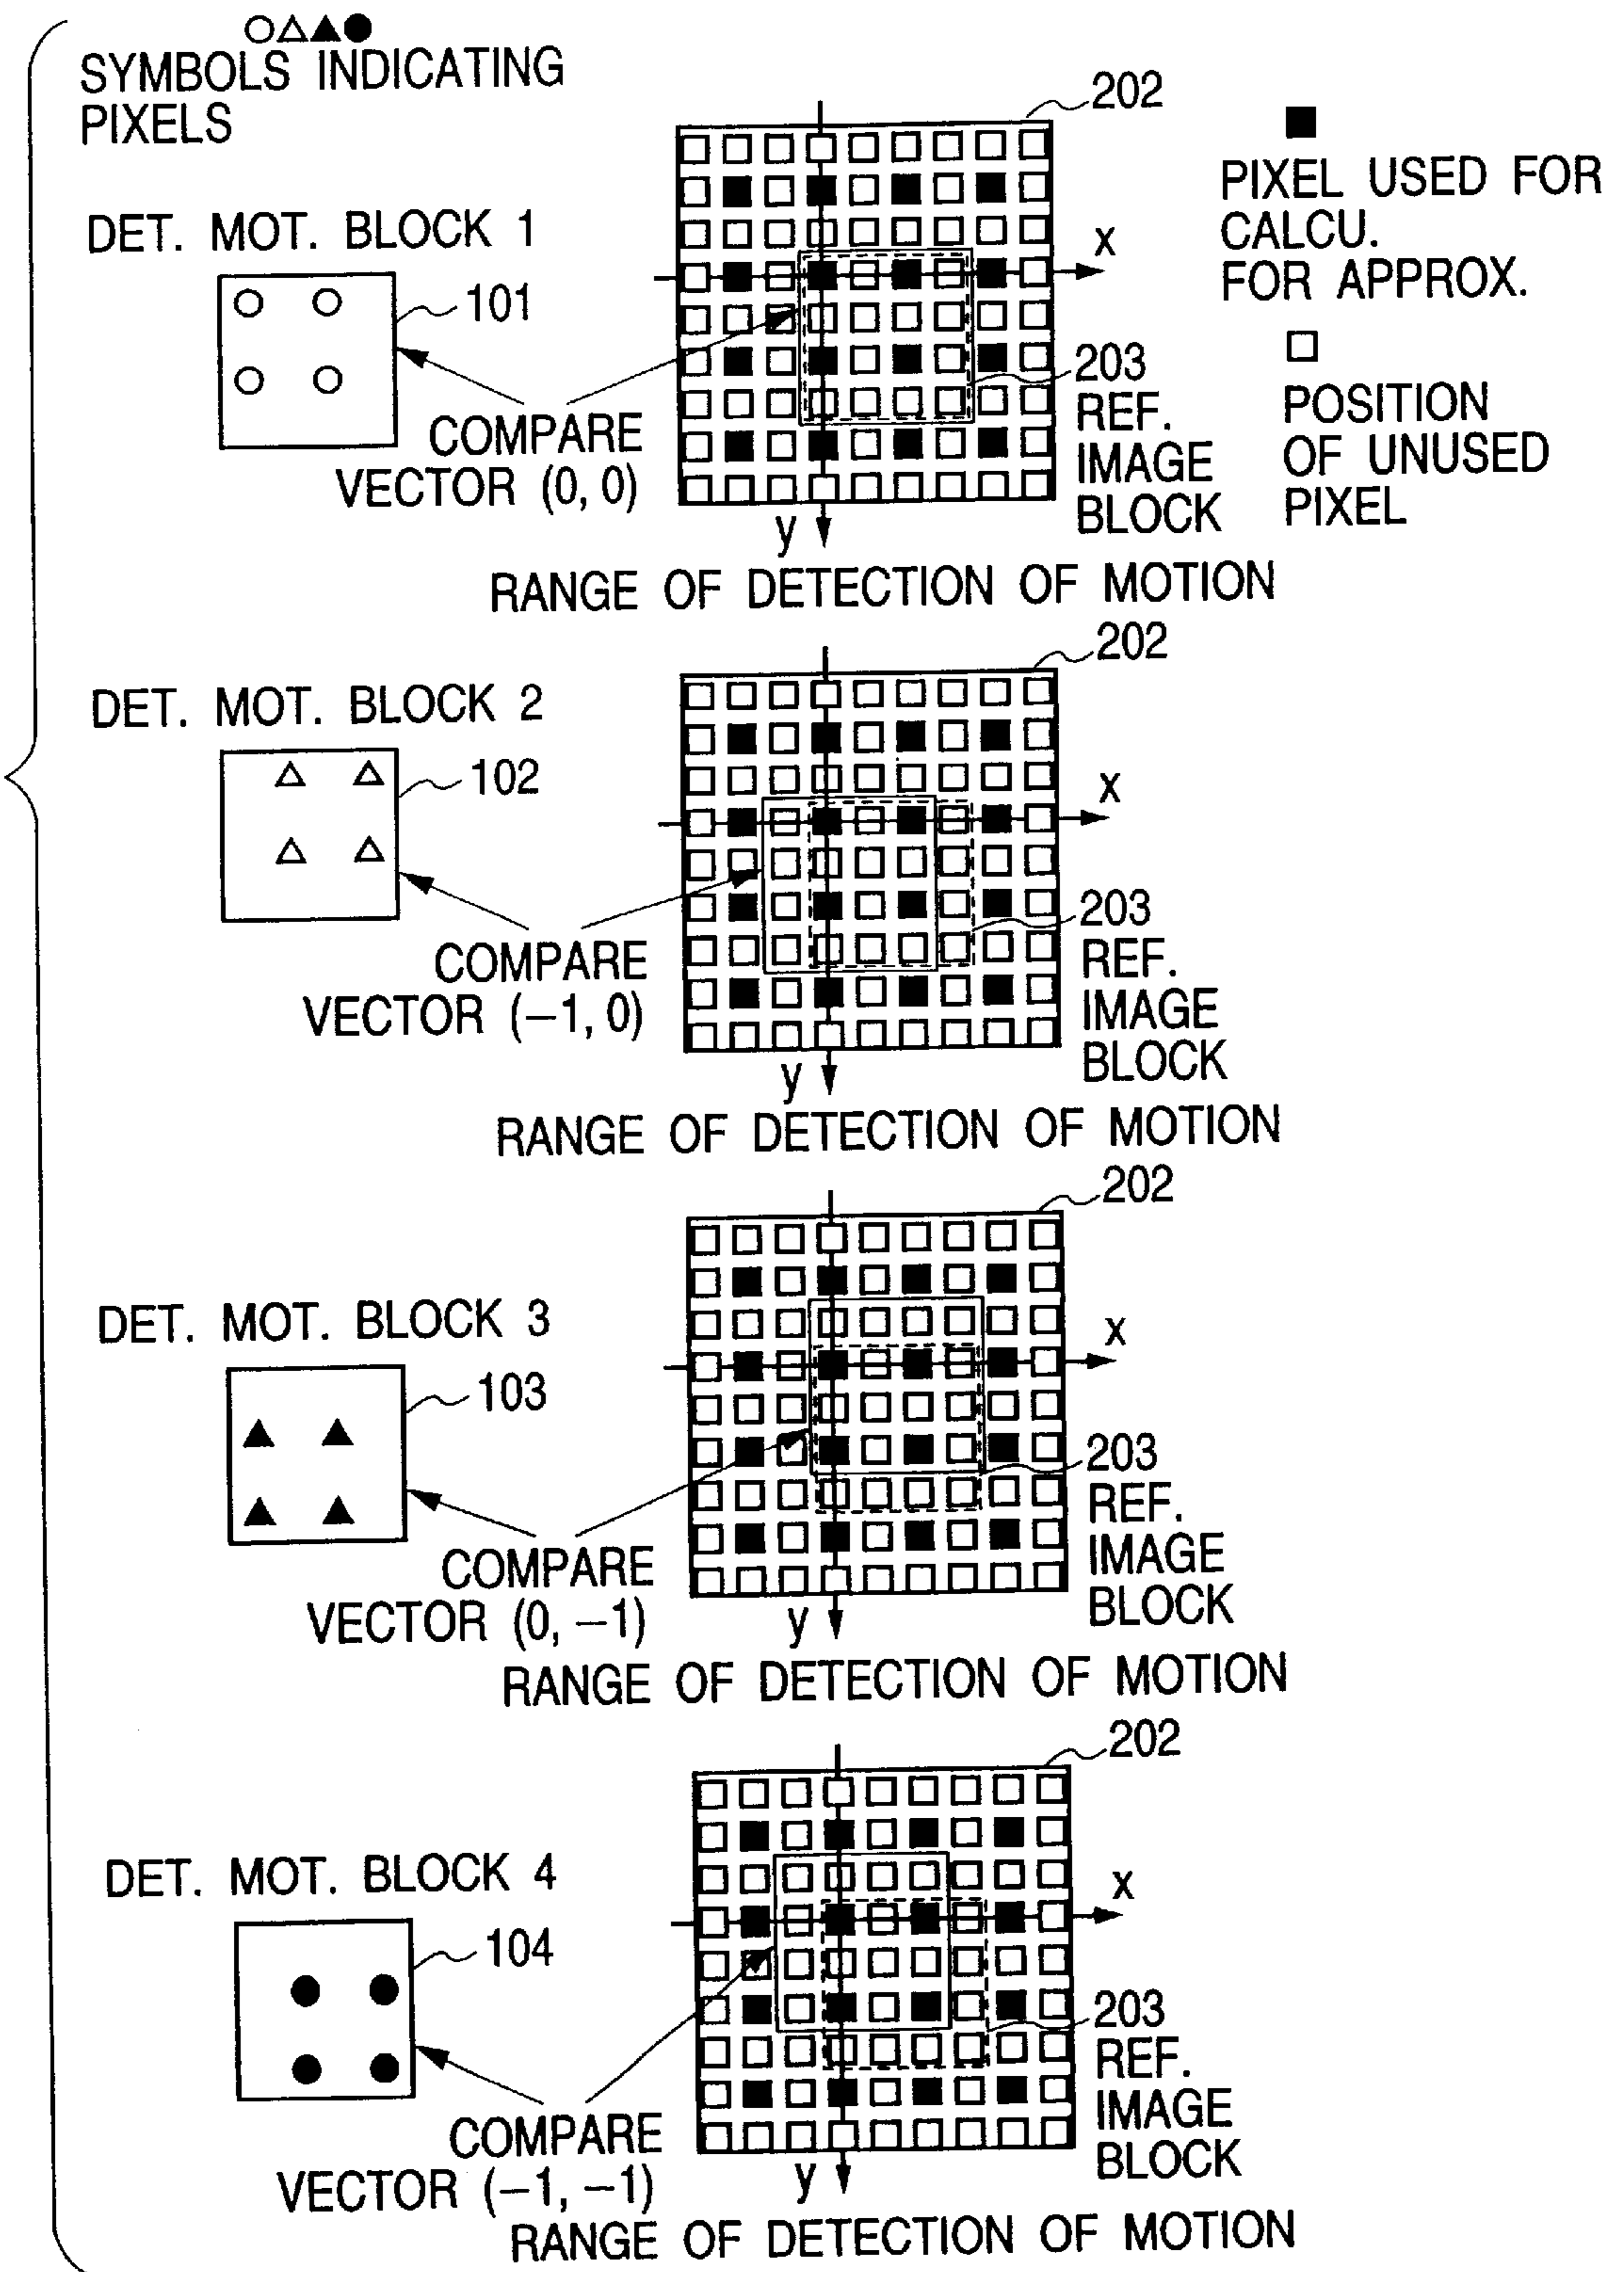 SYMBOLS INDICATING
PIXELS
202
PIXEL USED FOR
CALCU.
FOR APPROX.
POSITION
OF UNUSED
PIXEL
DET. MOT. BLOCK 1
101
x
203
REF.
IMAGE
BLOCK
COMPARE
VECTOR (0, 0)
y
RANGE OF DETECTION OF MOTION
202
DET. MOT. BLOCK 2
102
x
203
REF.
IMAGE
BLOCK
COMPARE
VECTOR (−1, 0)
y
RANGE OF DETECTION OF MOTION
202
DET. MOT. BLOCK 3
103
x
203
REF.
IMAGE
BLOCK
COMPARE
VECTOR (0, −1)
y
RANGE OF DETECTION OF MOTION
202
DET. MOT. BLOCK 4
104
x
203
REF.
IMAGE
BLOCK
COMPARE
VECTOR (−1, −1)
y
RANGE OF DETECTION OF MOTION